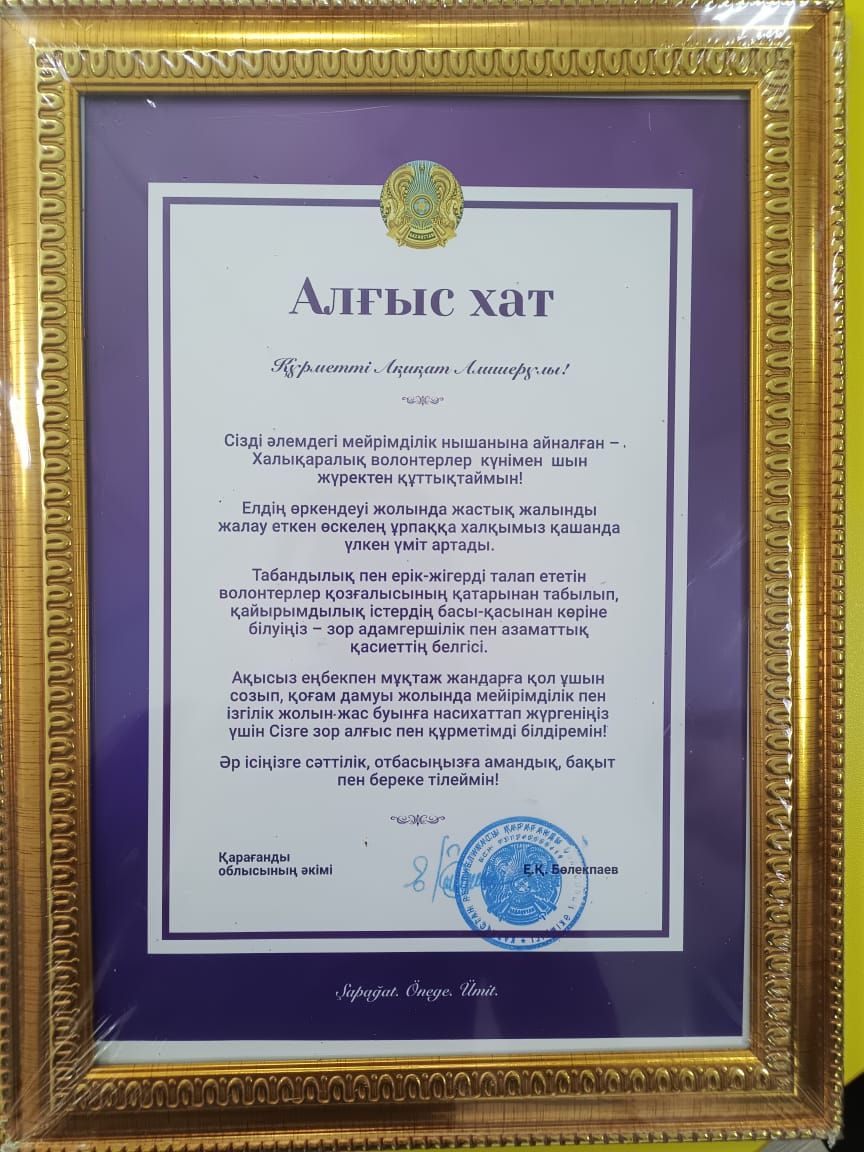 Алғыс хат
Құрметті Ақиқат Алишерұлы!
Сізді әлемдегі мейрімділік нышанына айналған –
Халықаралық волонтерлер күнімен шын
жүректен құттықтаймын!
Елдің өркендеуі жолында жастық жалынды
жалау еткен өскелең ұрпаққа халқымыз қашанда
үлкен үміт артады.
Табандылық пен ерік-жігерді талап ететін
волонтерлер қозғалысының қатарынан табылып,
қайырымдылық істердің басы-қасынан көріне
білуіңіз – зор адамгершілік пен азаматтық
қасиеттің белгісі.
Ақысыз еңбекпен мұқтаж жандарға қол ұшын
созып, қоғам дамуы жолында мейірімділік пен
ізгілік жолын жас буынға насихаттап жүргеніңіз
үшін Сізге зор алғыс пен құрметімді білдіремін!
Әр ісіңізге сәттілік, отбасыңызға амандық, бақыт
пен береке тілеймін!
Қарағанды
облысының әкімі
Е.Қ. Бөлекпаев
Şapağat. Önege. Ümit.